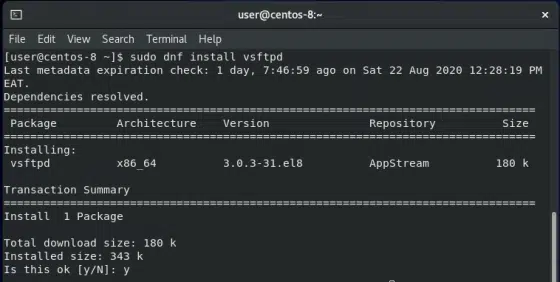 user@centos-8:~
File Edit View Search Terminal Help
[user@centos-8 ~]$ sudo dnf install vsftpd
Last metadata expiration check: 1 day, 7:46:59 ago on Sat 22 Aug 2020 12:28:19 PM
EAT.
Dependencies resolved.
================================================================================
Package Architecture Version Repository Size
================================================================================
Installing:
vsftpd x86_64 3.0.3-31.el8 AppStream 180 k

Transaction Summary
================================================================================
Install 1 Package

Total download size: 180 k
Installed size: 343 k
Is this ok [y/N]: y